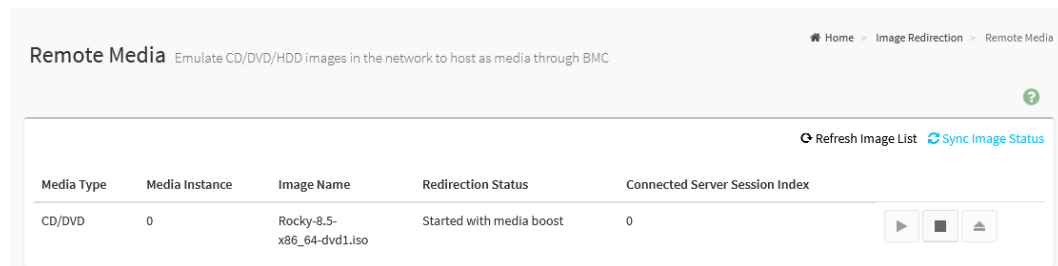 Home > Image Redirection > Remote Media
Remote Media Emulate CD/DVD/HDD images in the network to host as media through BMC
?
Refresh Image List Sync Image Status
Media Type Media Instance Image Name Redirection Status Connected Server Session Index
CD/DVD 0 Rocky-8.5- Started with media boost 0
x86_64-dvd1.iso